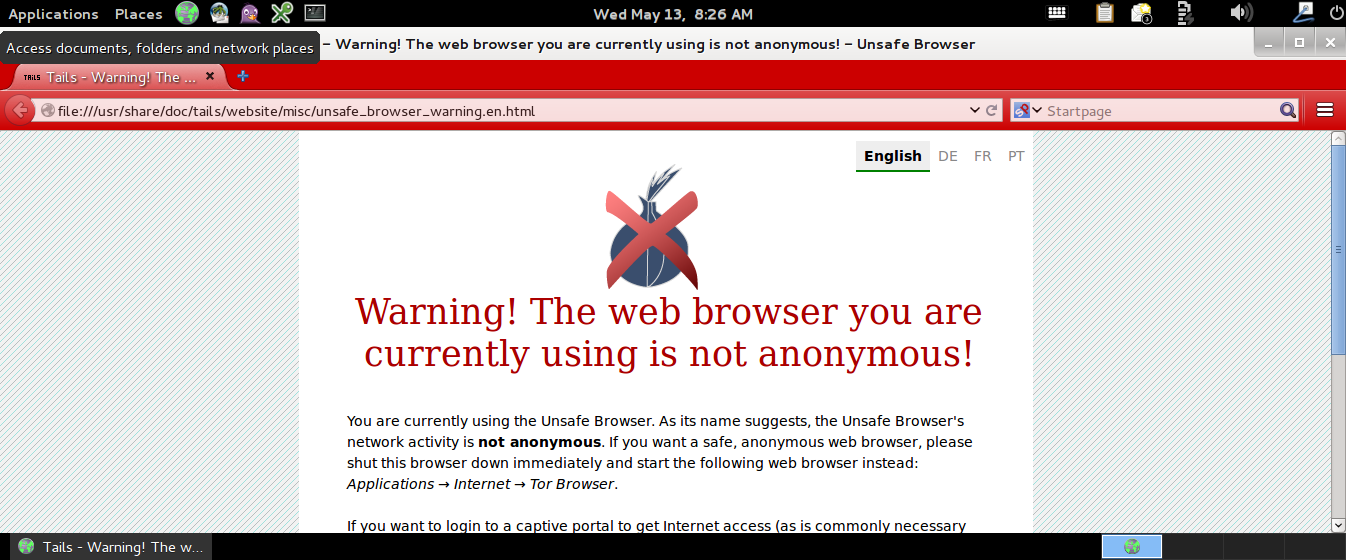 Applications Places Wed May 13, 8:26 AM
Access documents, folders and network places
– Warning! The web browser you are currently using is not anonymous! – Unsafe Browser
TAILS Tails - Warning! The ...
file:///usr/share/doc/tails/website/misc/unsafe_browser_warning.en.html Startpage
English DE FR PT
Warning! The web browser you are
currently using is not anonymous!
You are currently using the Unsafe Browser. As its name suggests, the Unsafe Browser's
network activity is not anonymous. If you want a safe, anonymous web browser, please
shut this browser down immediately and start the following web browser instead:
Applications → Internet → Tor Browser.
If you want to login to a captive portal to get Internet access (as is commonly necessary
Tails - Warning! The w...